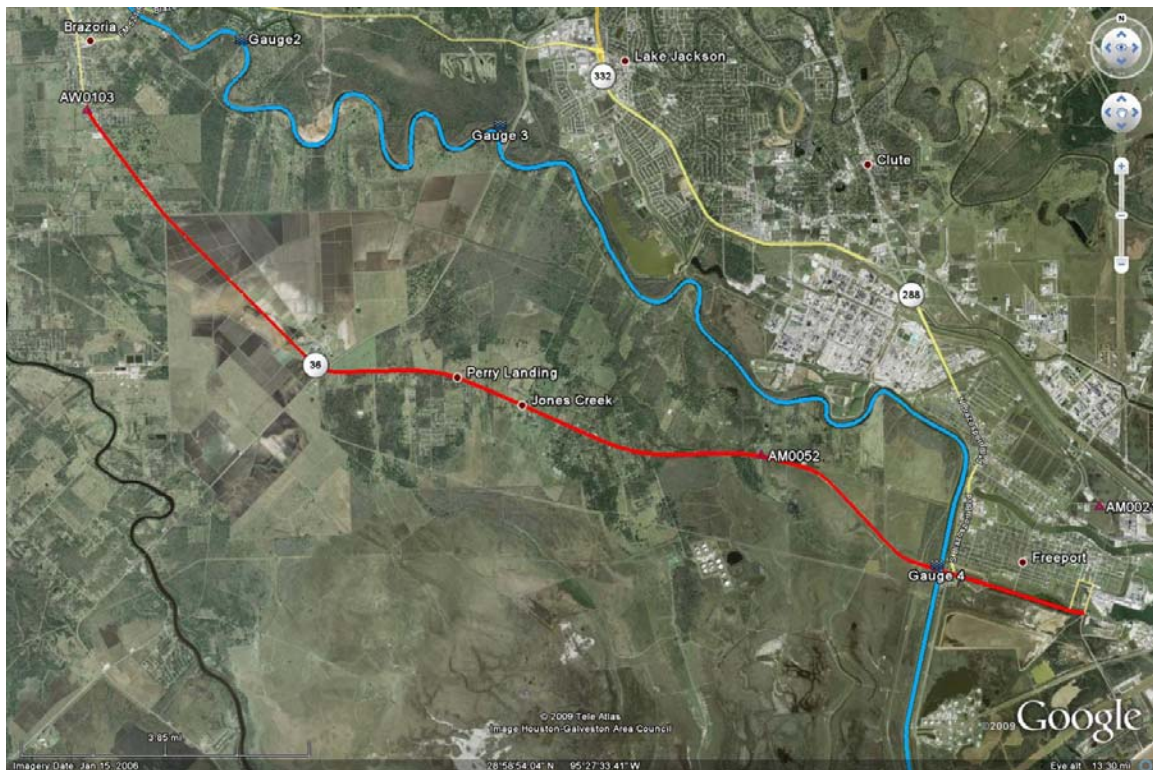 Brazoria
Gauge2
Lake Jackson
332
AW0103
Gauge 3
Clute
288
36
Perry Landing
Jones Creek
AM0052
AM002
Freeport
Gauge 4
© 2009 Tele Atlas
Image Houston-Galveston Area Council
©2009 Google
3.85 mi
Imagery Date: Jan 15, 2006
28°58'54.04" N 95°27'33.41" W
Eye alt 13.30 mi
N